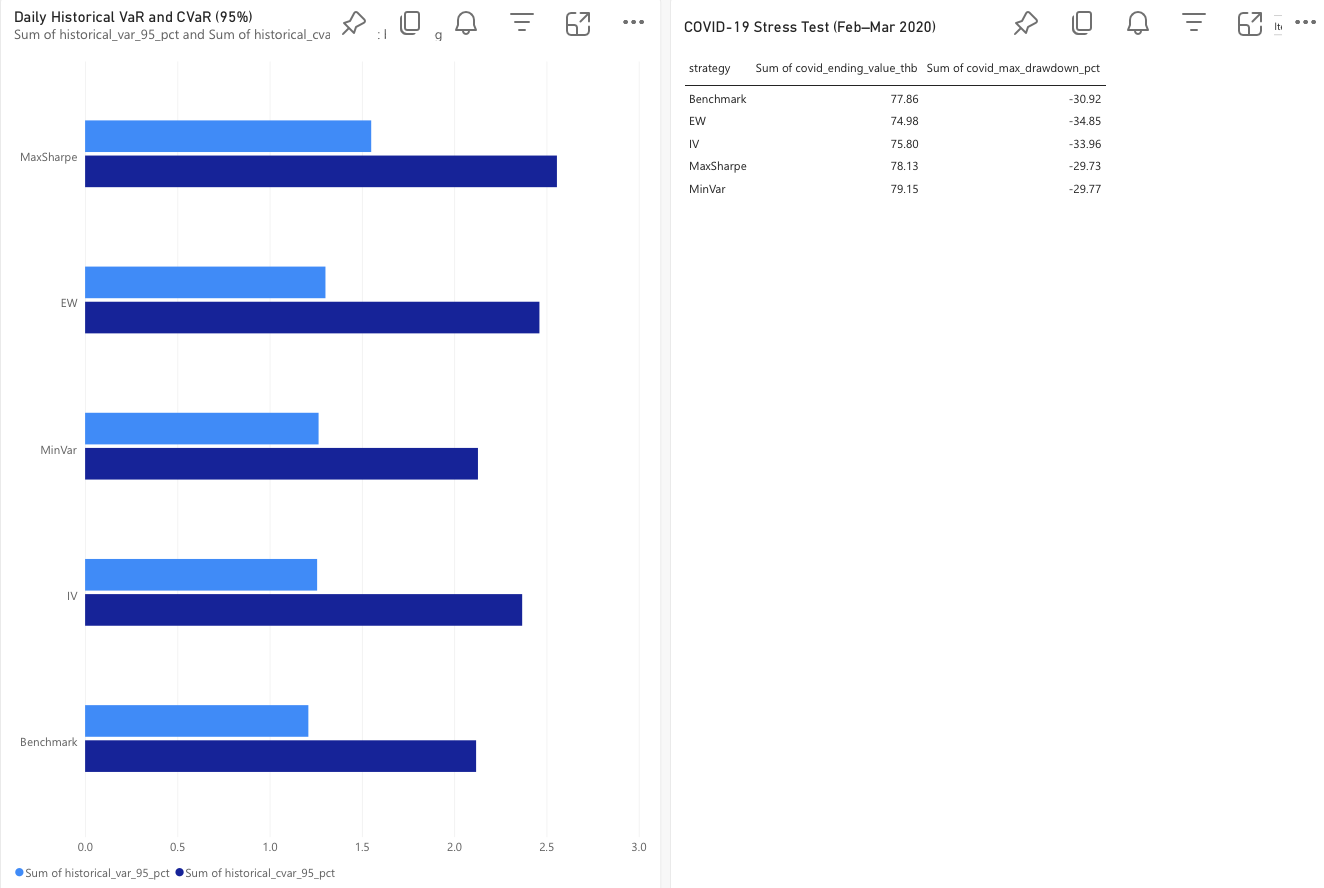 Daily Historical VaR and CVaR (95%)
Sum of historical_var_95_pct and Sum of historical_cva
MaxSharpe
EW
MinVar
IV
Benchmark
0.0 0.5 1.0 1.5 2.0 2.5 3.0
Sum of historical_var_95_pct Sum of historical_cvar_95_pct
COVID-19 Stress Test (Feb–Mar 2020)
strategy Sum of covid_ending_value_thb Sum of covid_max_drawdown_pct
Benchmark 77.86 -30.92
EW 74.98 -34.85
IV 75.80 -33.96
MaxSharpe 78.13 -29.73
MinVar 79.15 -29.77